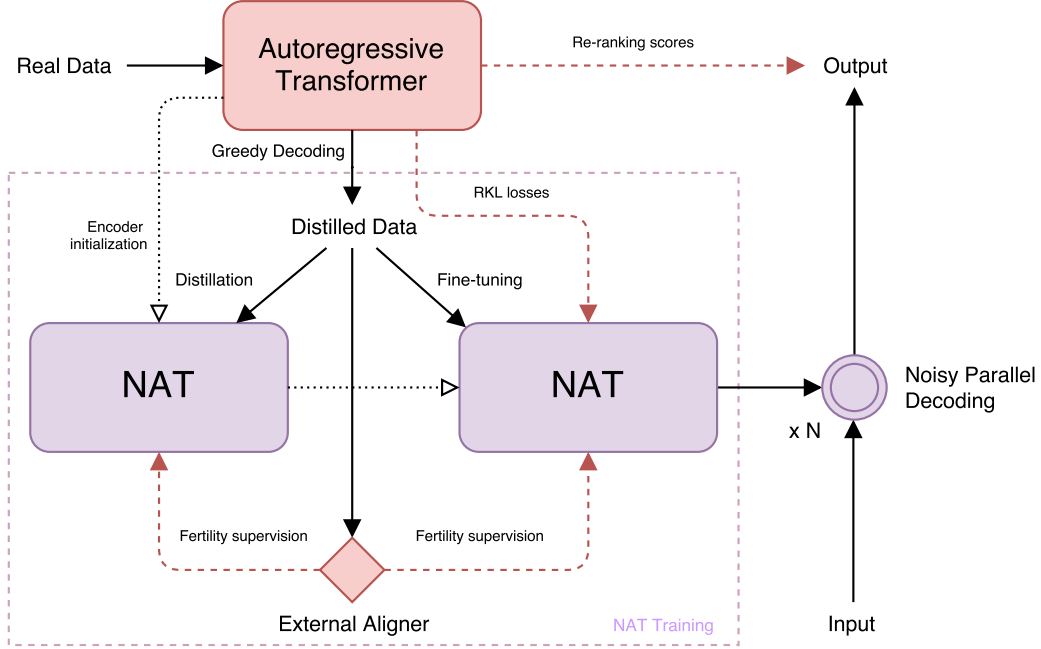 Autoregressive
Transformer
Real Data
Re-ranking scores
Output
Greedy Decoding
RKL losses
Encoder
initialization
Distilled Data
Distillation
Fine-tuning
NAT
NAT
Noisy Parallel
Decoding
x N
Fertility supervision
Fertility supervision
External Aligner
NAT Training
Input